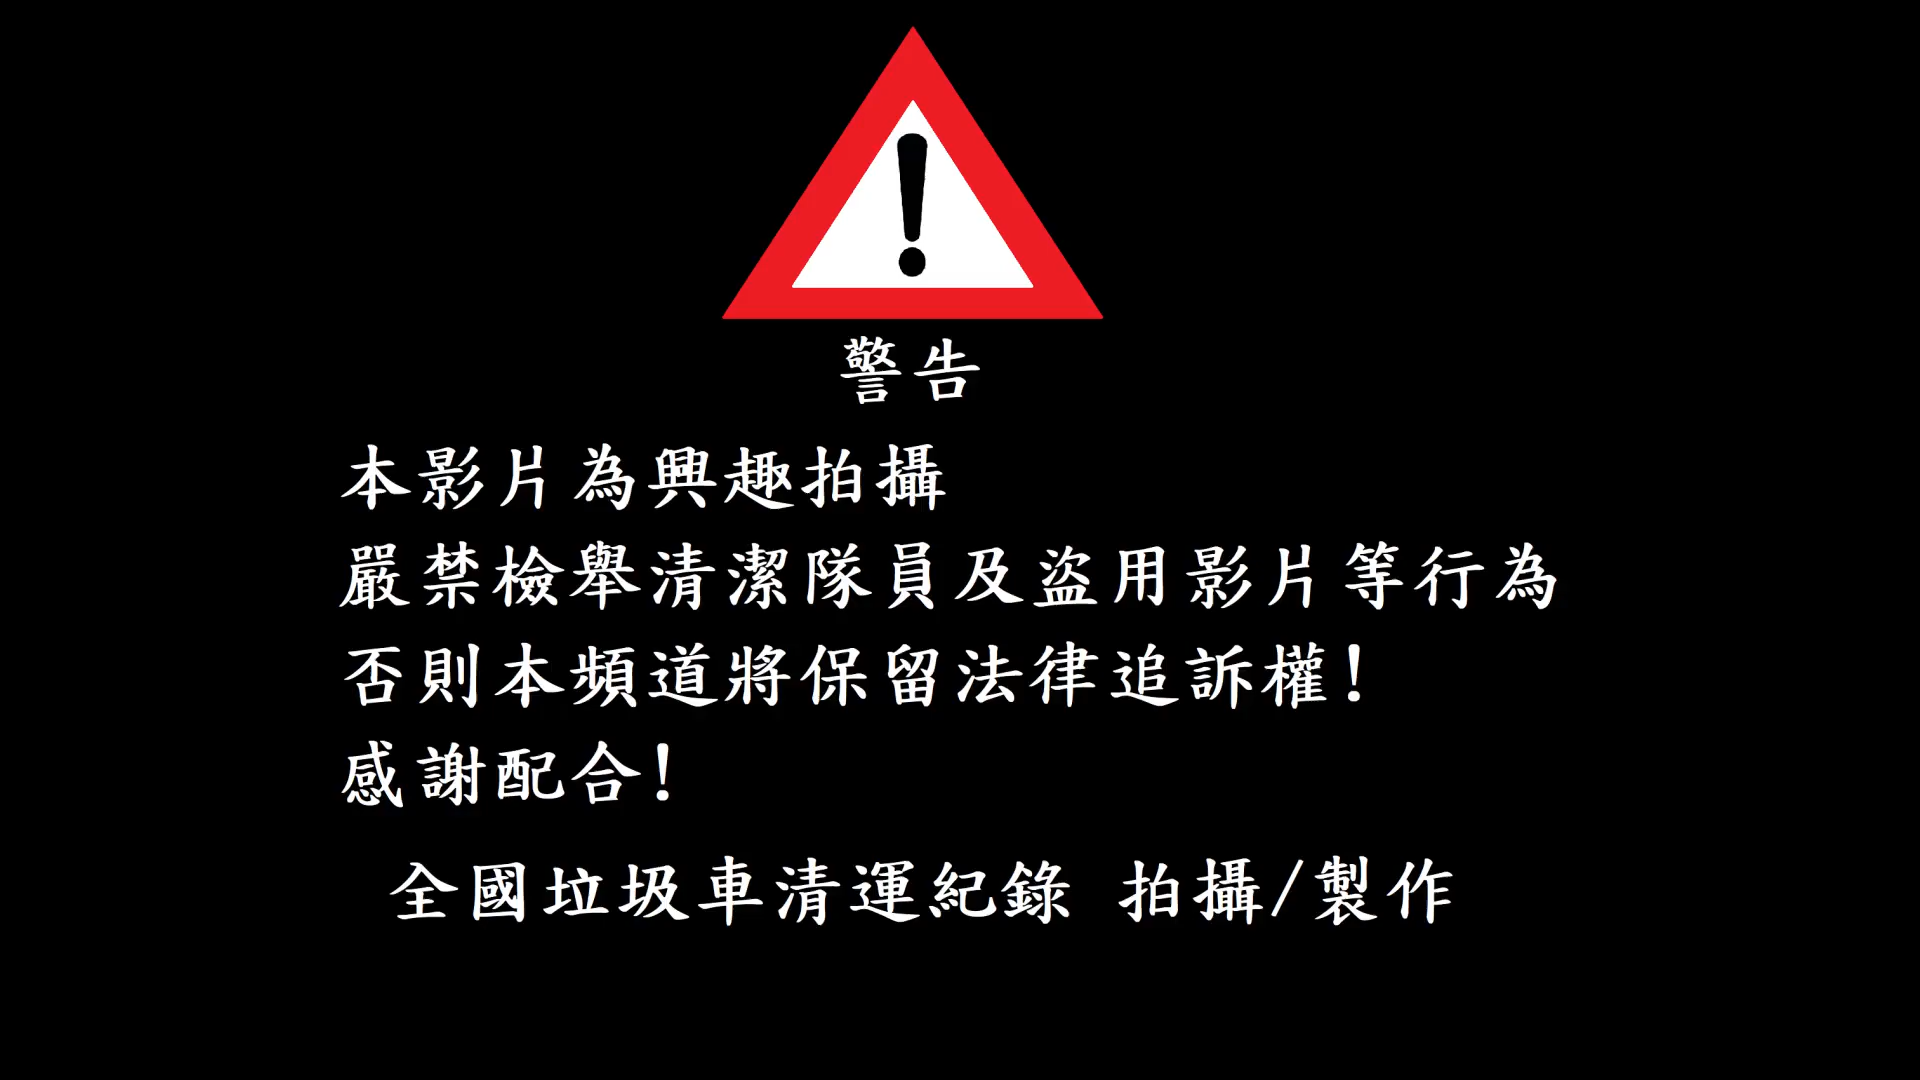 警告
本影片為興趣拍攝
嚴禁檢舉清潔隊員及盜用影片等行為
否則本頻道將保留法律追訴權!
感謝配合!
全國垃圾車清運紀錄 拍攝/製作